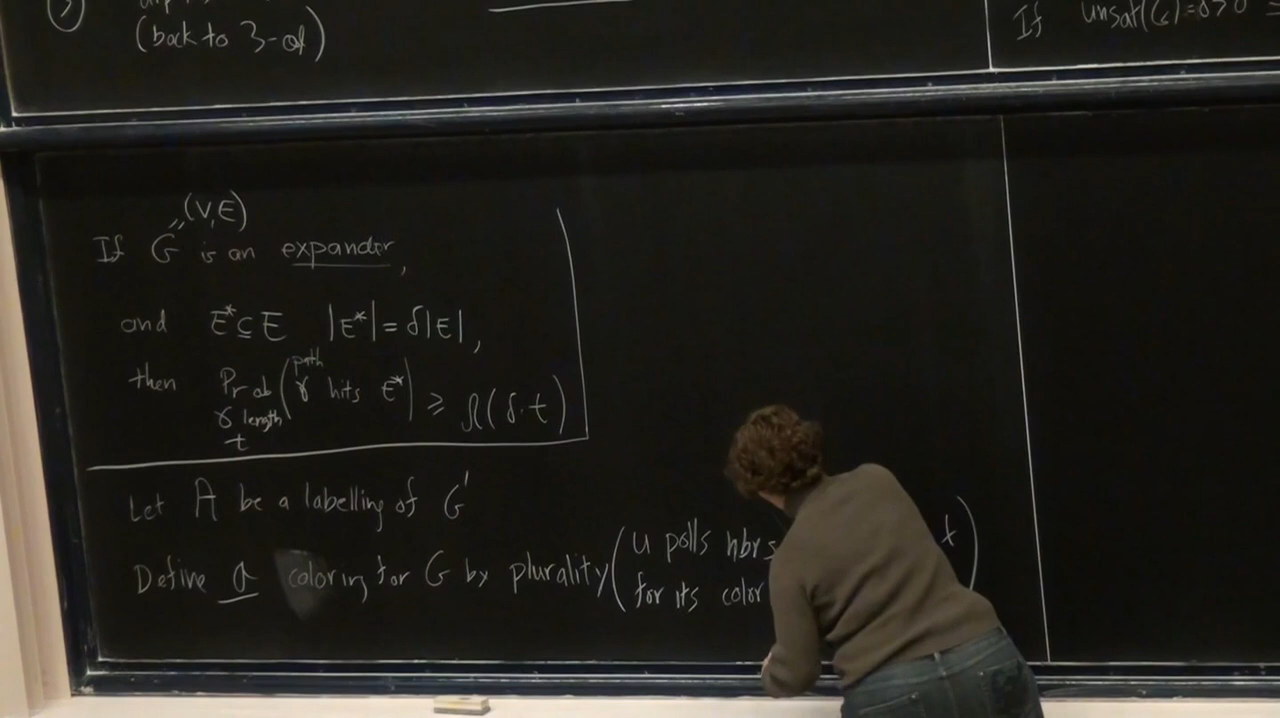 (back to 3-col)
If unsat(G)=δ>0
(V,E)
If G is an expander,
and E*⊆E |E*|=δ|E|,
then Prob(path γ hits E*) ≥ Ω(δ·t)
γ length
t
Let A be a labelling of G'
Define a coloring for G by plurality(u polls nbrs t)
for its color